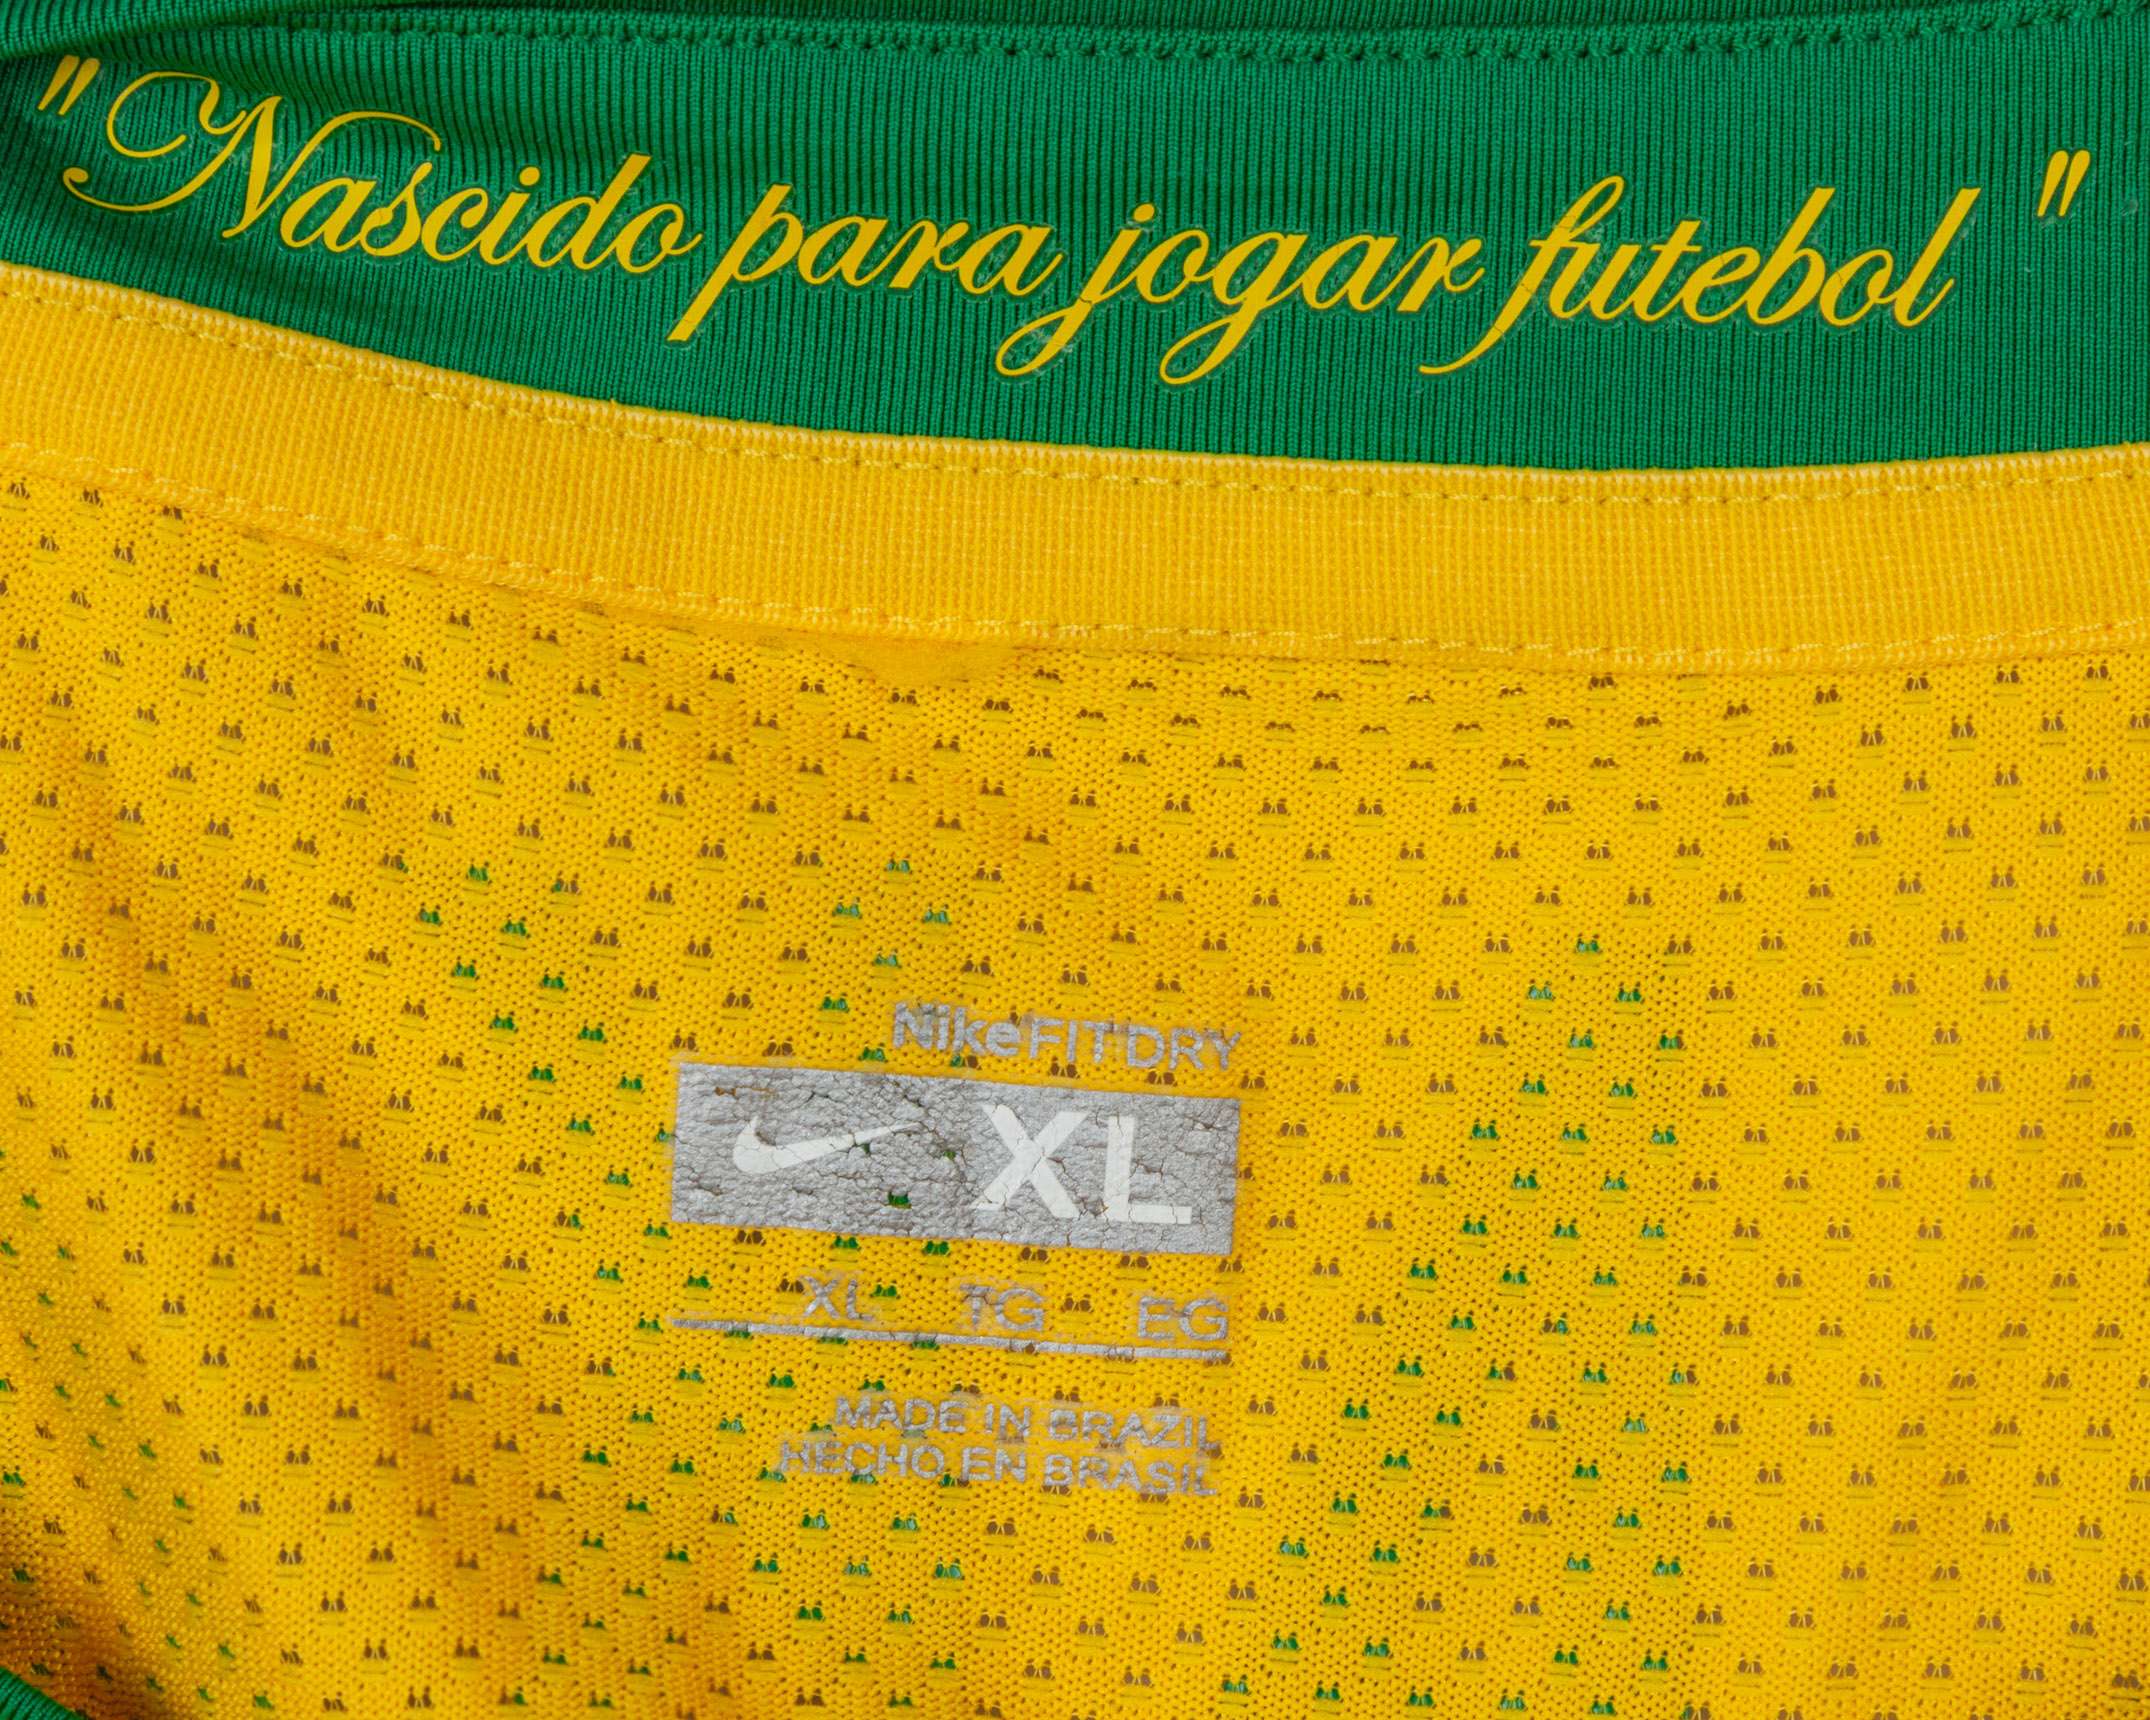 "Nascido para jogar futebol"
NikeFIT DRY
XL
XL TG EG
MADE IN BRAZIL
HECHO EN BRASIL